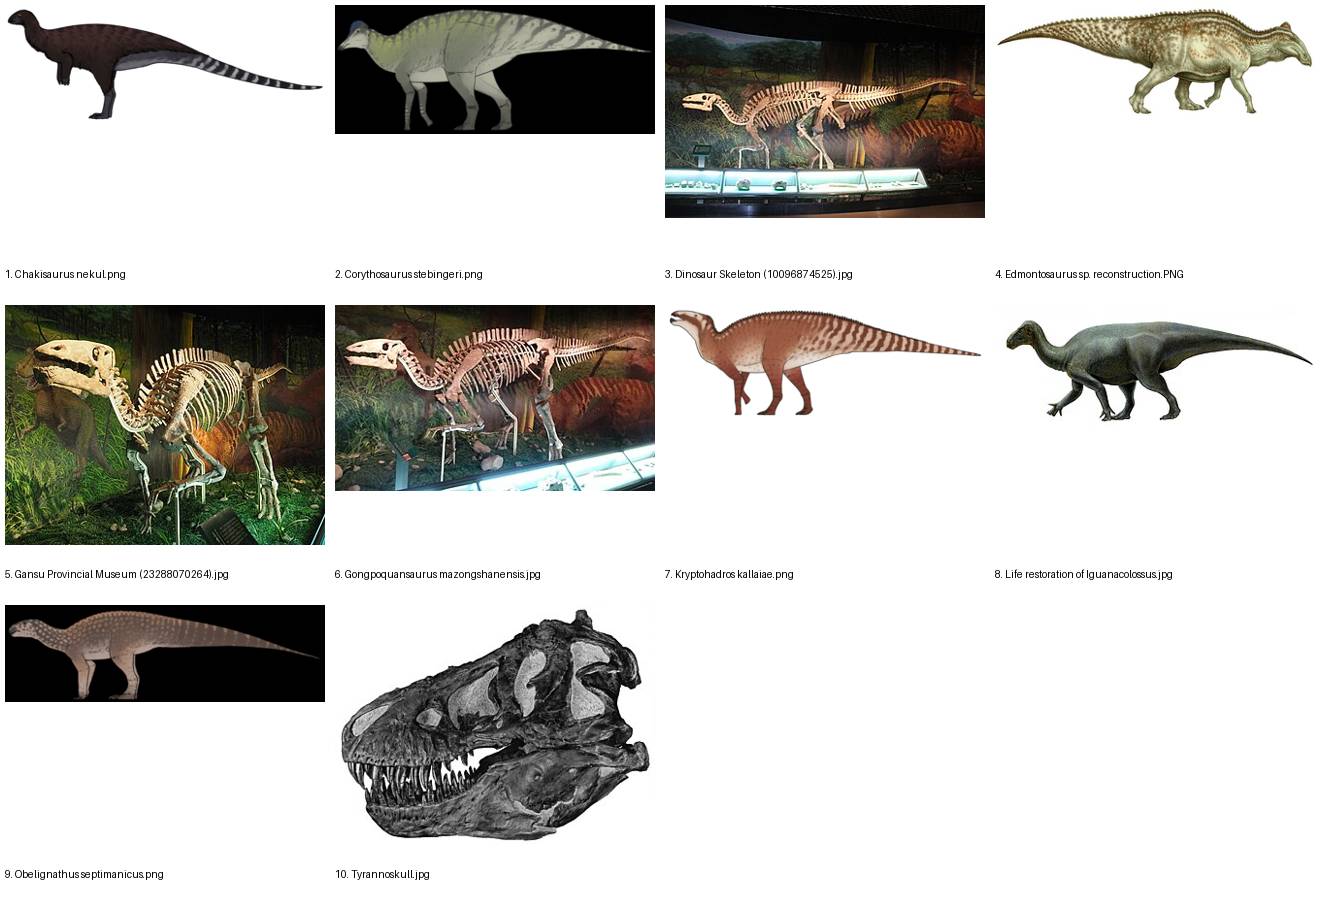 1. Chakisaurus nekul.png
2. Corythosaurus stebingeri.png
3. Dinosaur Skeleton (10096874525).jpg
4. Edmontosaurus sp. reconstruction.PNG
5. Gansu Provincial Museum (23288070264).jpg
6. Gongpoquansaurus mazongshanensis.jpg
7. Kryptohadros kallaiae.png
8. Life restoration of Iguanacolossus.jpg
9. Obelignathus septimanicus.png
10. Tyrannoskull.jpg